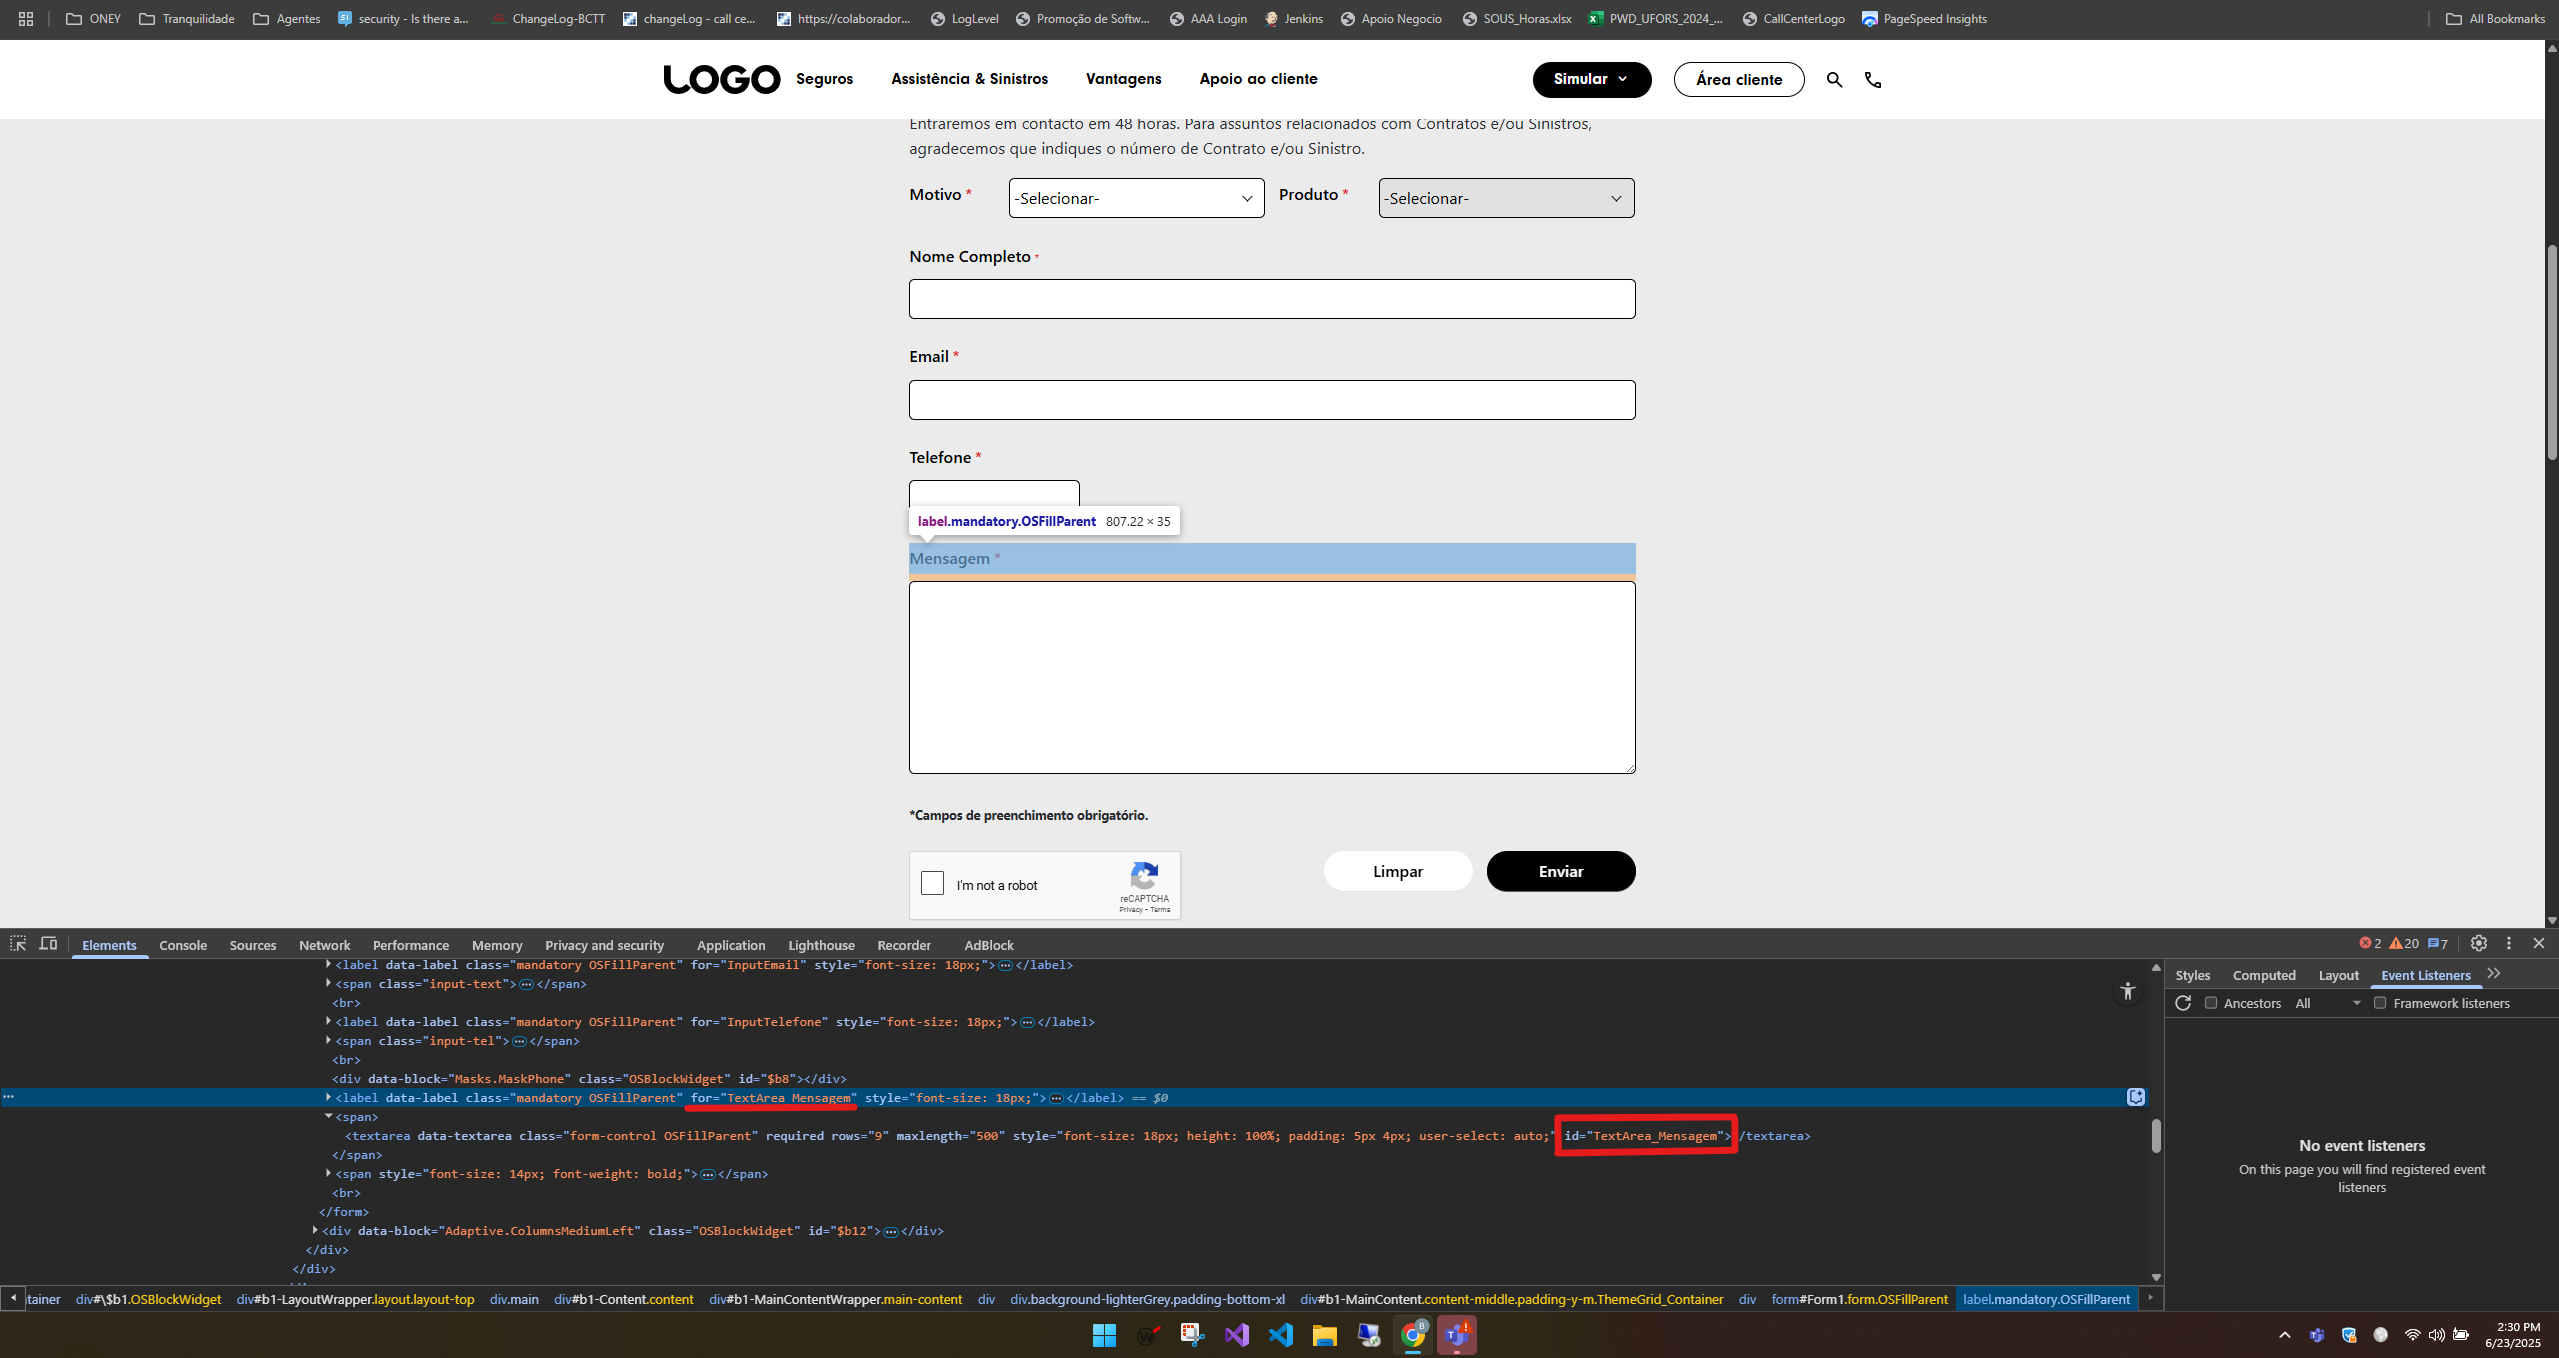 ONEY Tranquilidade Agentes security - Is there a... ChangeLog-BCTT changeLog - call ce... https://colaborador... LogLevel Promoção de Softw... AAA Login Jenkins Apoio Negocio SOUS_Horas.xlsx PWD_UFORS_2024_... CallCenterLogo PageSpeed Insights All Bookmarks
LOGO Seguros Assistência & Sinistros Vantagens Apoio ao cliente Simular Área cliente
Entraremos em contacto em 48 horas. Para assuntos relacionados com Contratos e/ou Sinistros,
agradecemos que indiques o número de Contrato e/ou Sinistro.
Motivo * -Selecionar- Produto * -Selecionar-
Nome Completo *
Email *
Telefone *
label.mandatory.OSFillParent 807.22 × 35
Mensagem *
*Campos de preenchimento obrigatório.
I'm not a robot
reCAPTCHA
Privacy - Terms
Limpar Enviar
Elements Console Sources Network Performance Memory Privacy and security Application Lighthouse Recorder AdBlock 2 20 7
<label data-label class="mandatory OSFillParent" for="InputEmail" style="font-size: 18px;">…</label>
<span class="input-text">…</span>
<br>
<label data-label class="mandatory OSFillParent" for="InputTelefone" style="font-size: 18px;">…</label>
<span class="input-tel">…</span>
<br>
<div data-block="Masks.MaskPhone" class="OSBlockWidget" id="$b8"></div>
<label data-label class="mandatory OSFillParent" for="TextArea_Mensagem" style="font-size: 18px;">…</label> == $0
<span>
<textarea data-textarea class="form-control OSFillParent" required rows="9" maxlength="500" style="font-size: 18px; height: 100%; padding: 5px 4px; user-select: auto;" id="TextArea_Mensagem"> /textarea>
</span>
<span style="font-size: 14px; font-weight: bold;">…</span>
<br>
</form>
<div data-block="Adaptive.ColumnsMediumLeft" class="OSBlockWidget" id="$b12">…</div>
</div>
</div>
Styles Computed Layout Event Listeners
Ancestors All Framework listeners
No event listeners
On this page you will find registered event
listeners
tainer div#\$b1.OSBlockWidget div#b1-LayoutWrapper.layout.layout-top div.main div#b1-Content.content div#b1-MainContentWrapper.main-content div div.background-lighterGrey.padding-bottom-xl div#b1-MainContent.content-middle.padding-y-m.ThemeGrid_Container div form#Form1.form.OSFillParent label.mandatory.OSFillParent
2:30 PM
6/23/2025